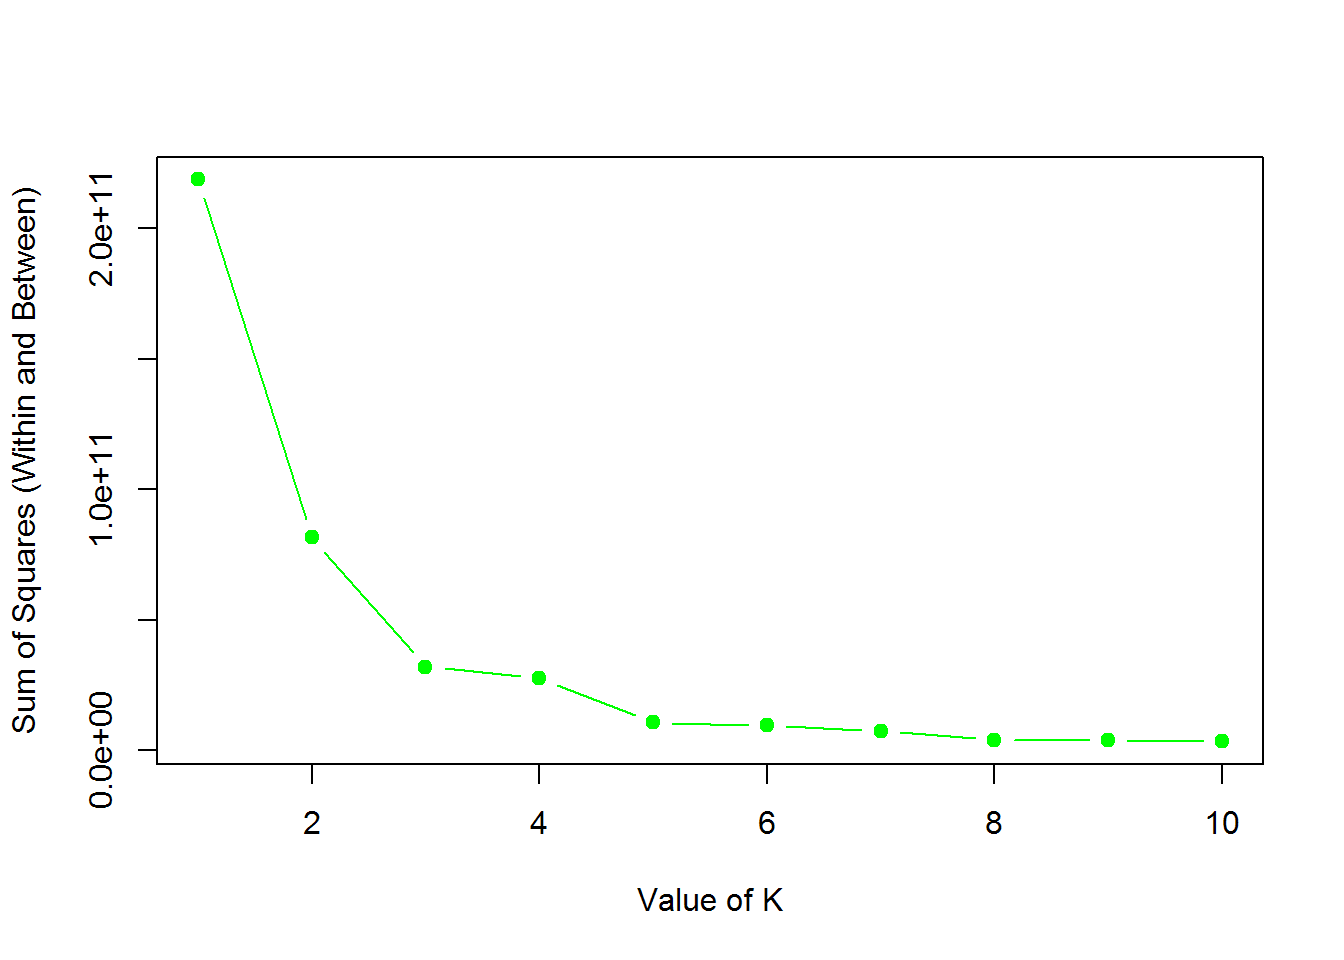 Sum of Squares (Within and Between)
2.0e+11
1.0e+11
0.0e+00
2 4 6 8 10
Value of K